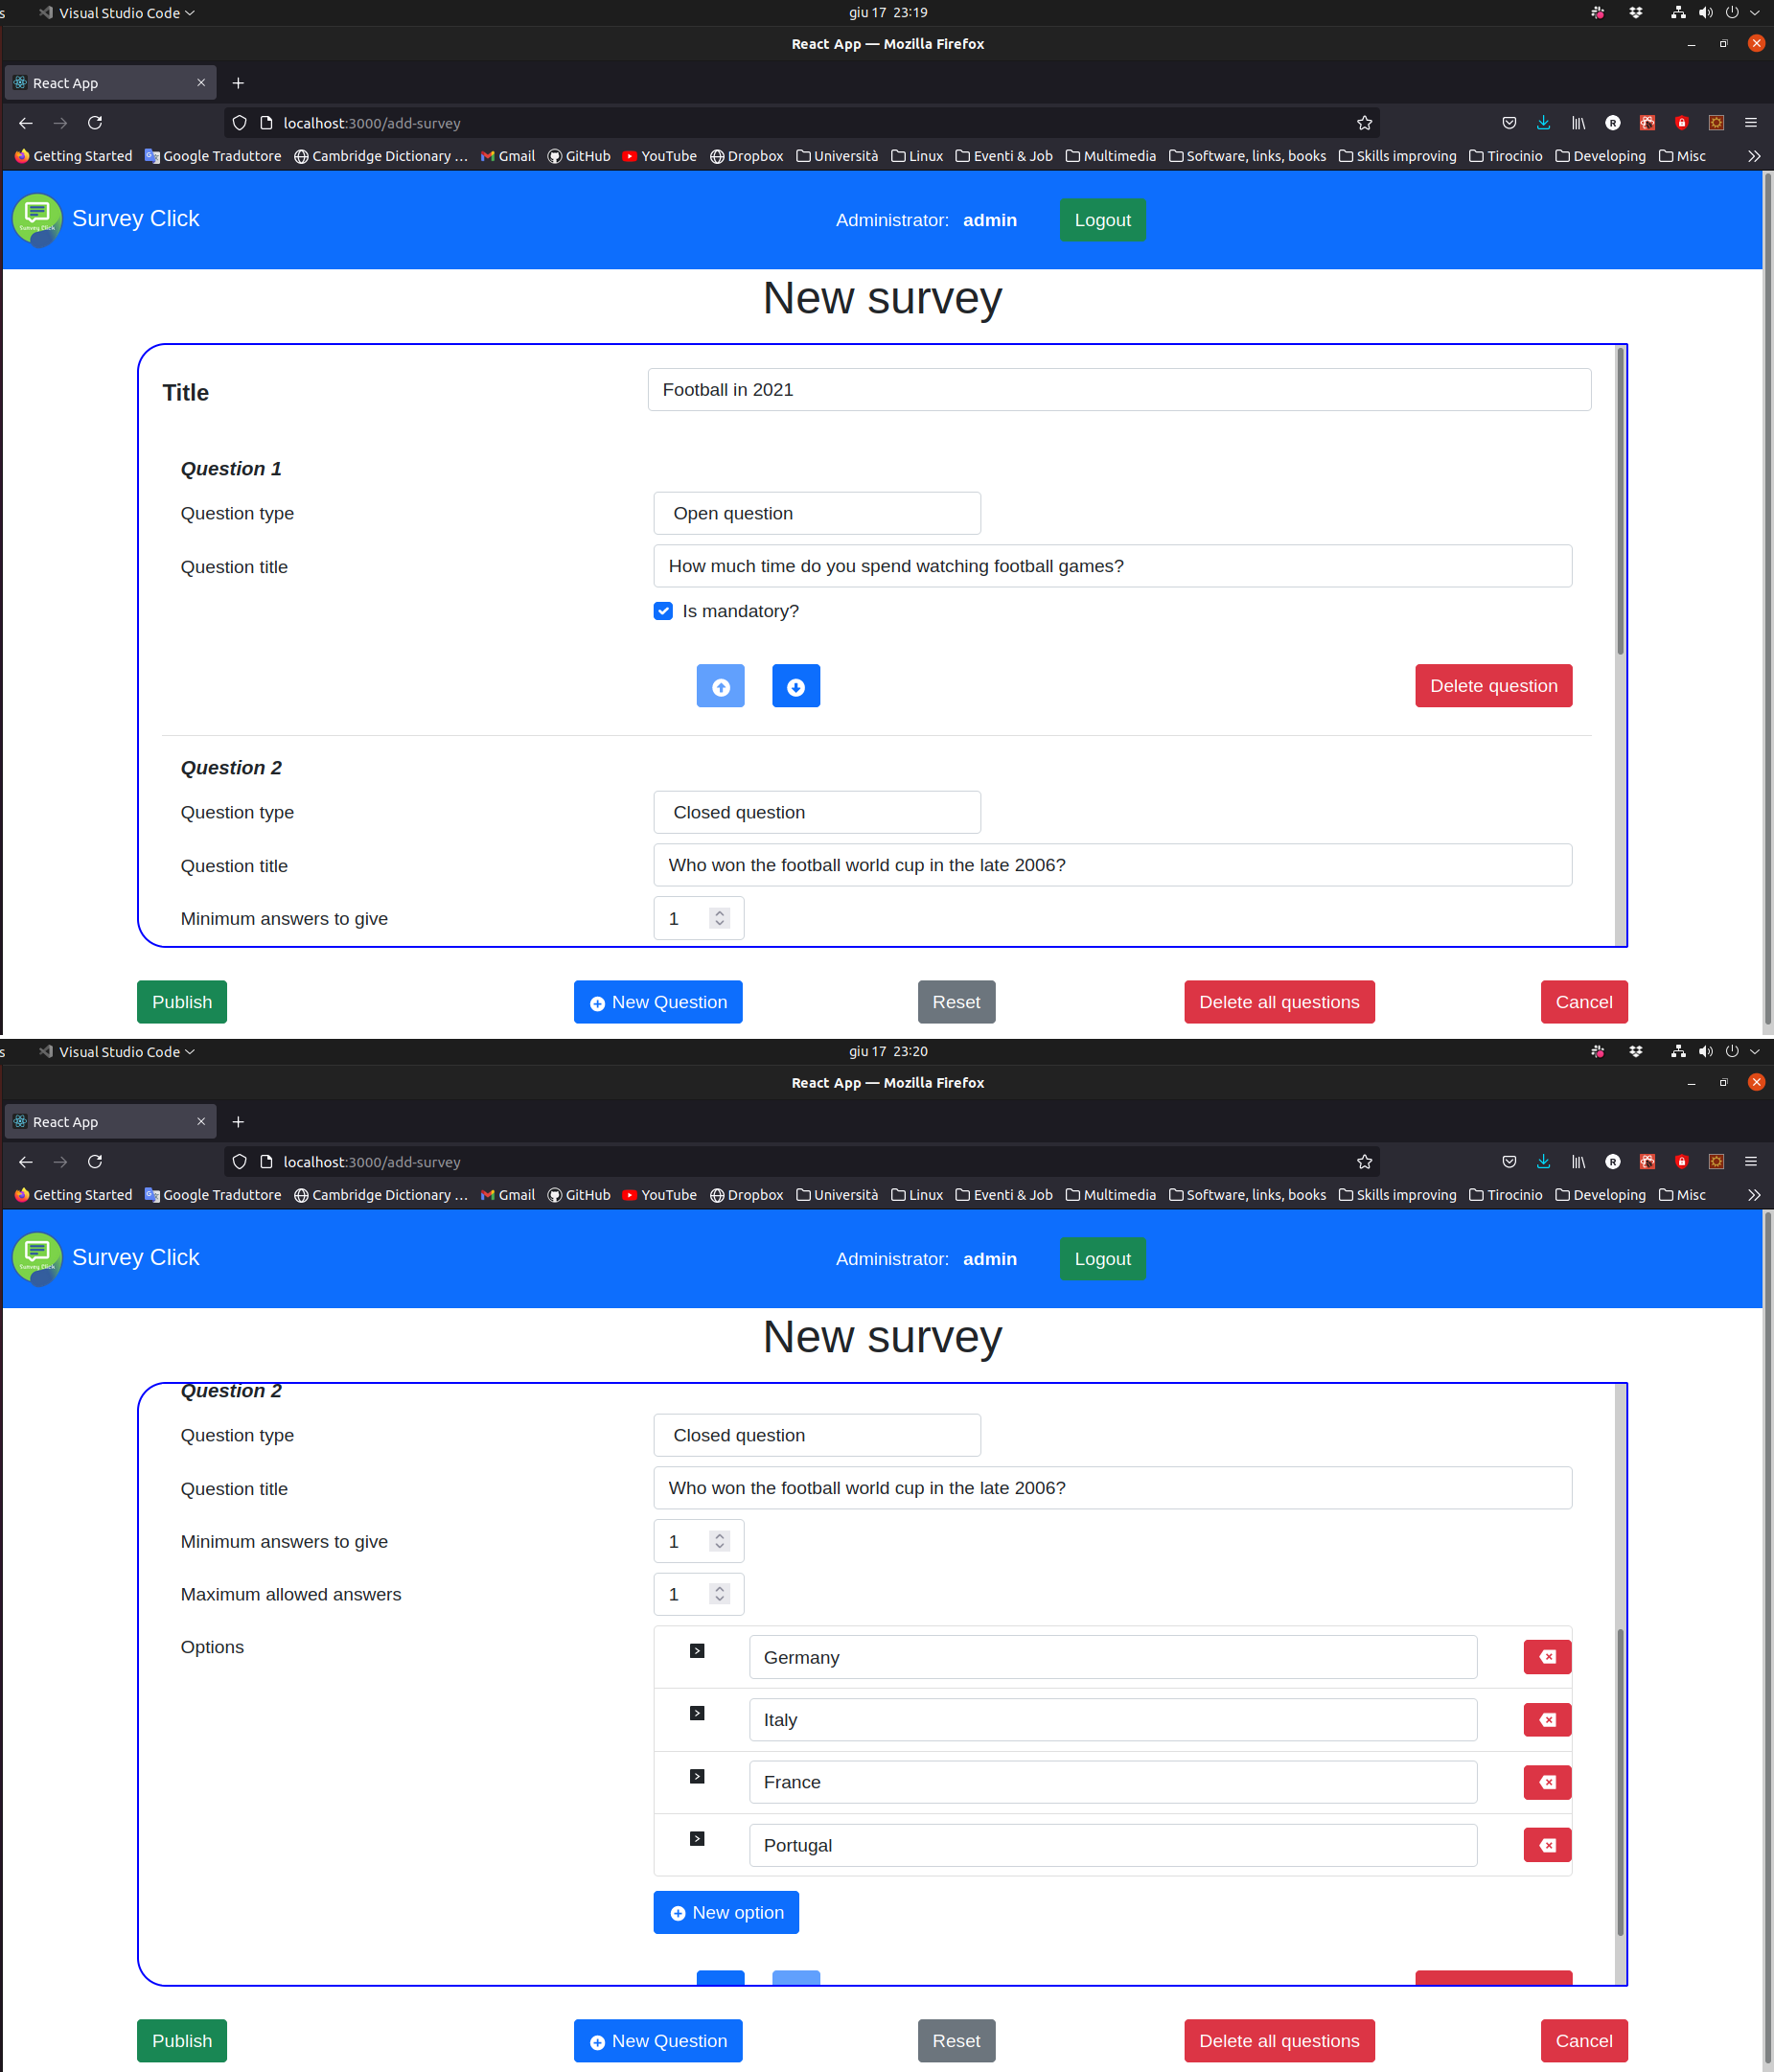 s Visual Studio Code giu 17 23:19
React App — Mozilla Firefox
React App
localhost:3000/add-survey
Getting Started Google Traduttore Cambridge Dictionary ... Gmail GitHub YouTube Dropbox Università Linux Eventi & Job Multimedia Software, links, books Skills improving Tirocinio Developing Misc
Survey Click Survey Click Administrator: admin Logout
New survey
Title Football in 2021
Question 1
Question type Open question
Question title How much time do you spend watching football games?
Is mandatory?
Delete question
Question 2
Question type Closed question
Question title Who won the football world cup in the late 2006?
Minimum answers to give 1
Publish New Question Reset Delete all questions Cancel
s Visual Studio Code giu 17 23:20
React App — Mozilla Firefox
React App
localhost:3000/add-survey
Getting Started Google Traduttore Cambridge Dictionary ... Gmail GitHub YouTube Dropbox Università Linux Eventi & Job Multimedia Software, links, books Skills improving Tirocinio Developing Misc
Survey Click Survey Click Administrator: admin Logout
New survey
Question 2
Question type Closed question
Question title Who won the football world cup in the late 2006?
Minimum answers to give 1
Maximum allowed answers 1
Options Germany
Italy
France
Portugal
New option
Publish New Question Reset Delete all questions Cancel